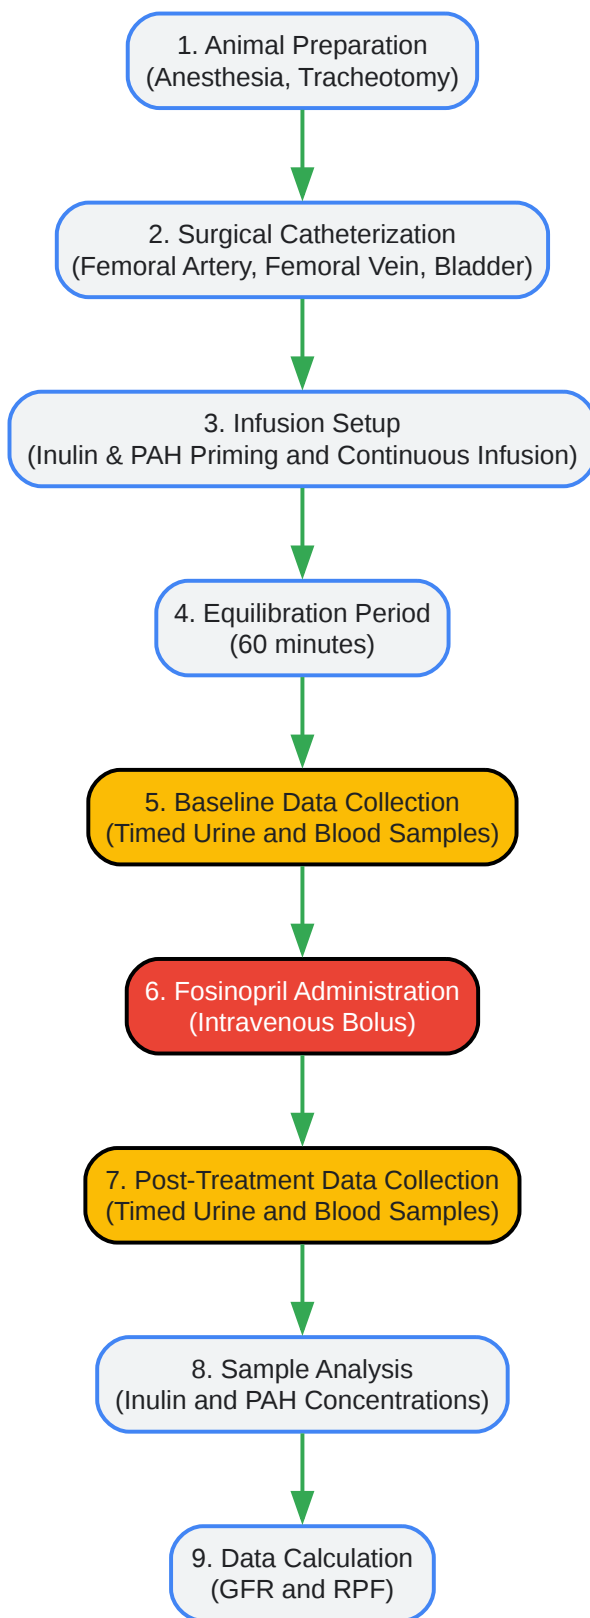 1. Animal Preparation
(Anesthesia, Tracheotomy)
2. Surgical Catheterization
(Femoral Artery, Femoral Vein, Bladder)
3. Infusion Setup
(Inulin & PAH Priming and Continuous Infusion)
4. Equilibration Period
(60 minutes)
5. Baseline Data Collection
(Timed Urine and Blood Samples)
6. Fosinopril Administration
(Intravenous Bolus)
7. Post-Treatment Data Collection
(Timed Urine and Blood Samples)
8. Sample Analysis
(Inulin and PAH Concentrations)
9. Data Calculation
(GFR and RPF)